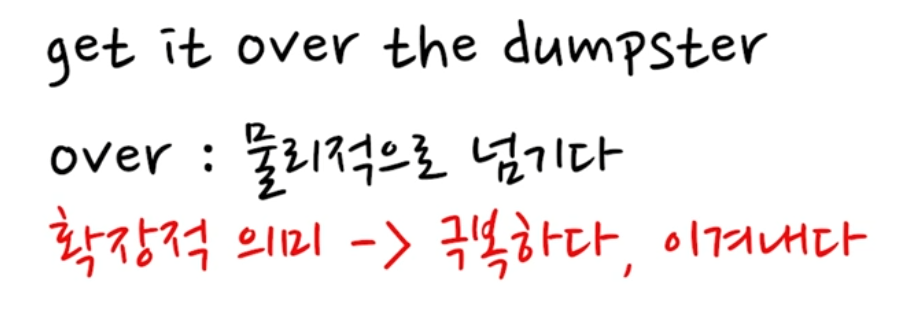 get it over the dumpster
over : 물리적으로 넘기다
확장적 의미 -> 극복하다, 이겨내다